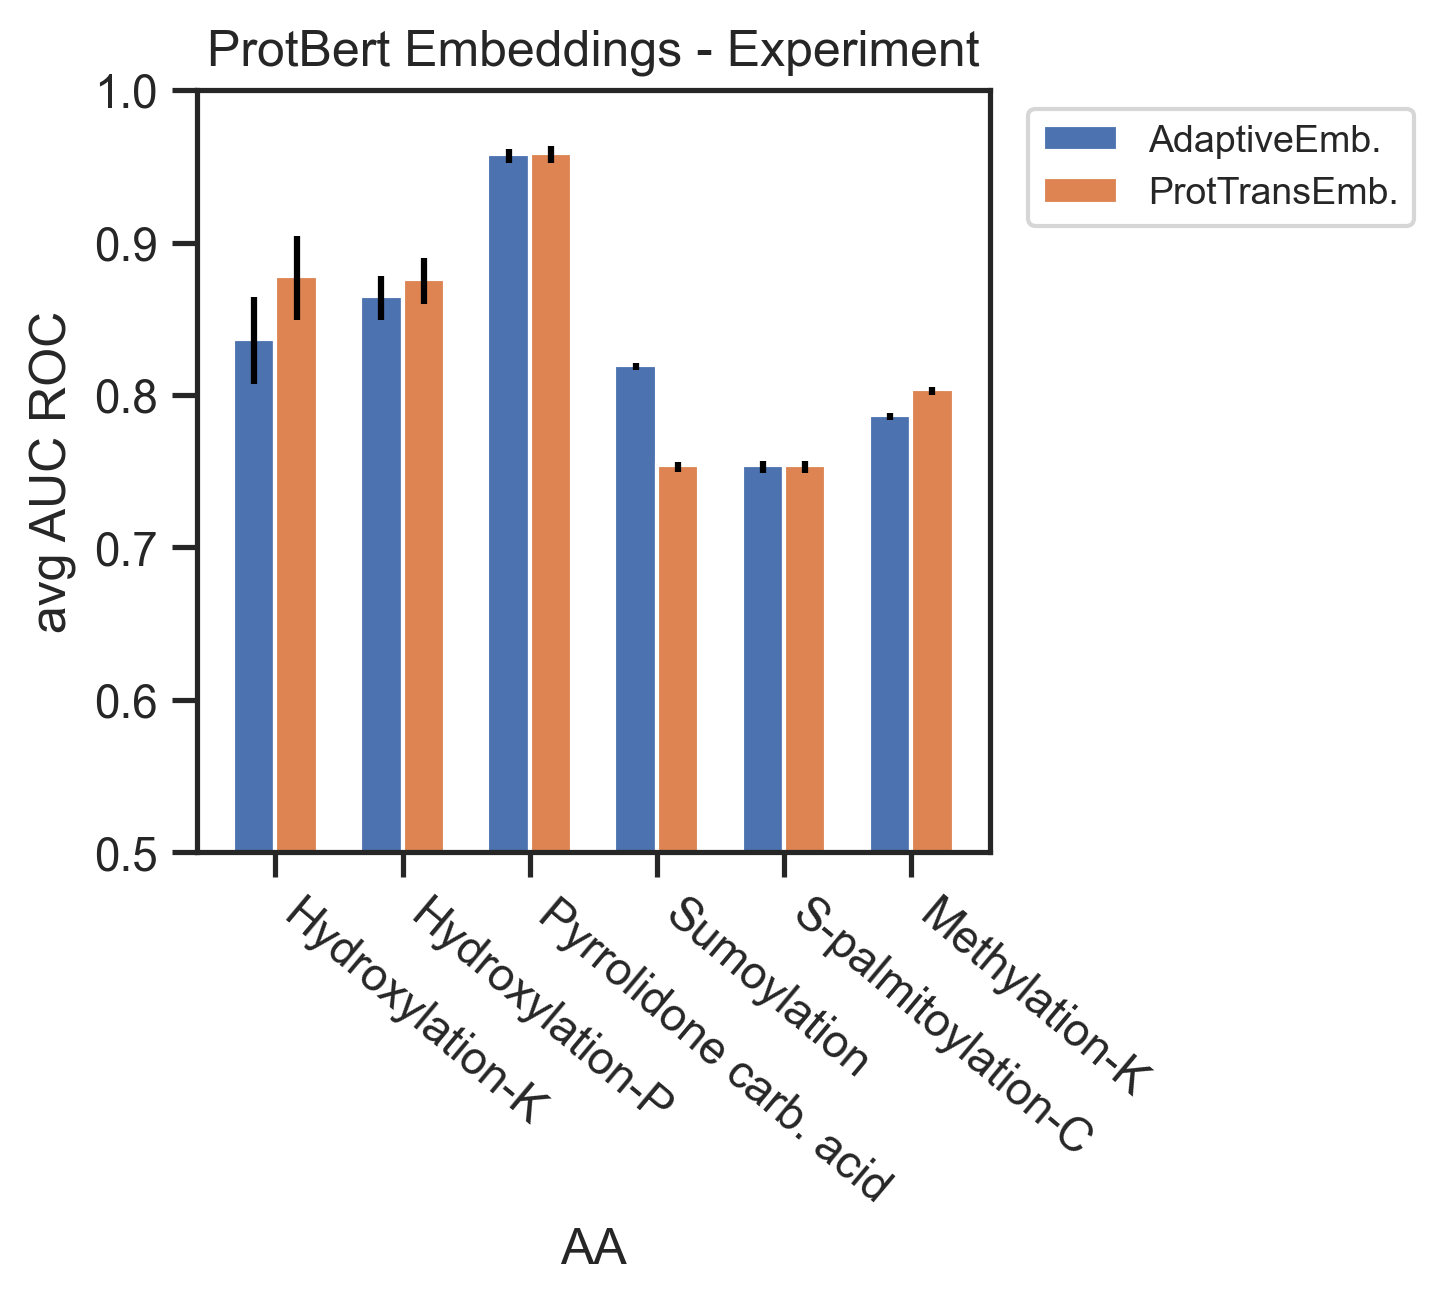 ProtBert Embeddings - Experiment
AdaptiveEmb.
ProtTransEmb.
avg AUC ROC
1.0
0.9
0.8
0.7
0.6
0.5
Hydroxylation-K
Hydroxylation-P
Pyrrolidone carb. acid
Sumoylation
S-palmitoylation-C
Methylation-K
AA